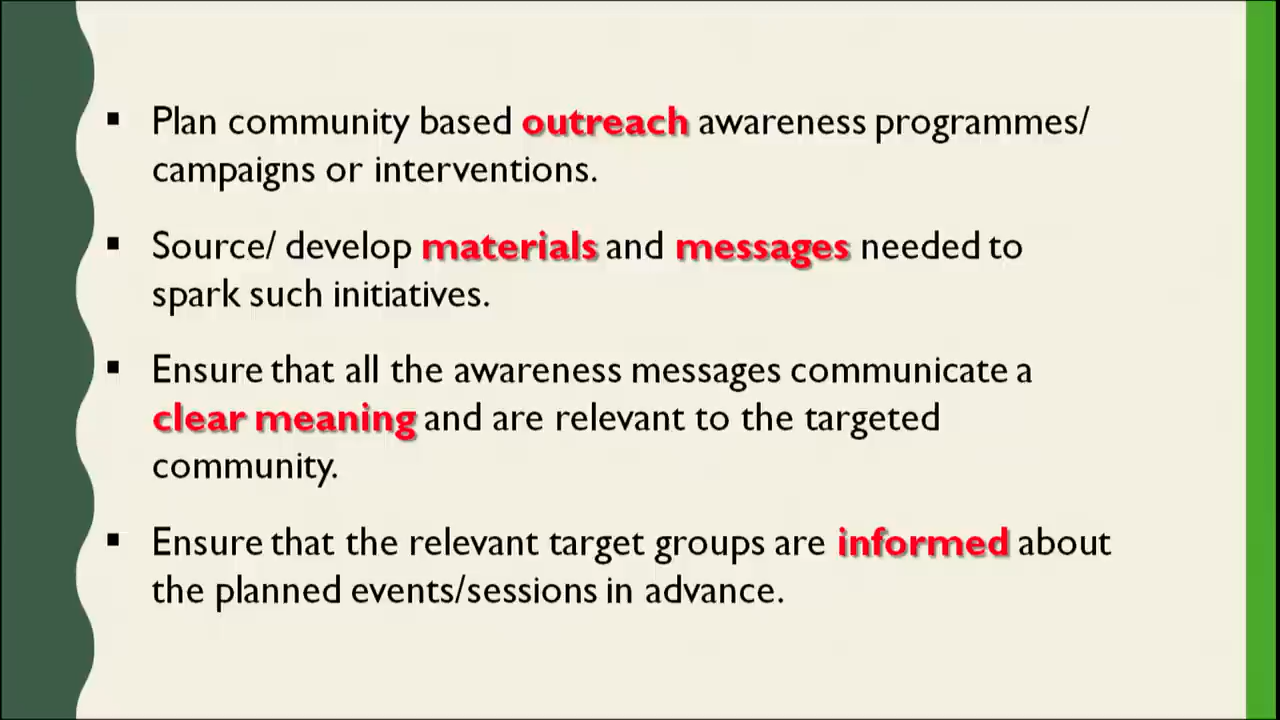 ▪ Plan community based outreach awareness programmes/
campaigns or interventions.
▪ Source/ develop materials and messages needed to
spark such initiatives.
▪ Ensure that all the awareness messages communicate a
clear meaning and are relevant to the targeted
community.
▪ Ensure that the relevant target groups are informed about
the planned events/sessions in advance.